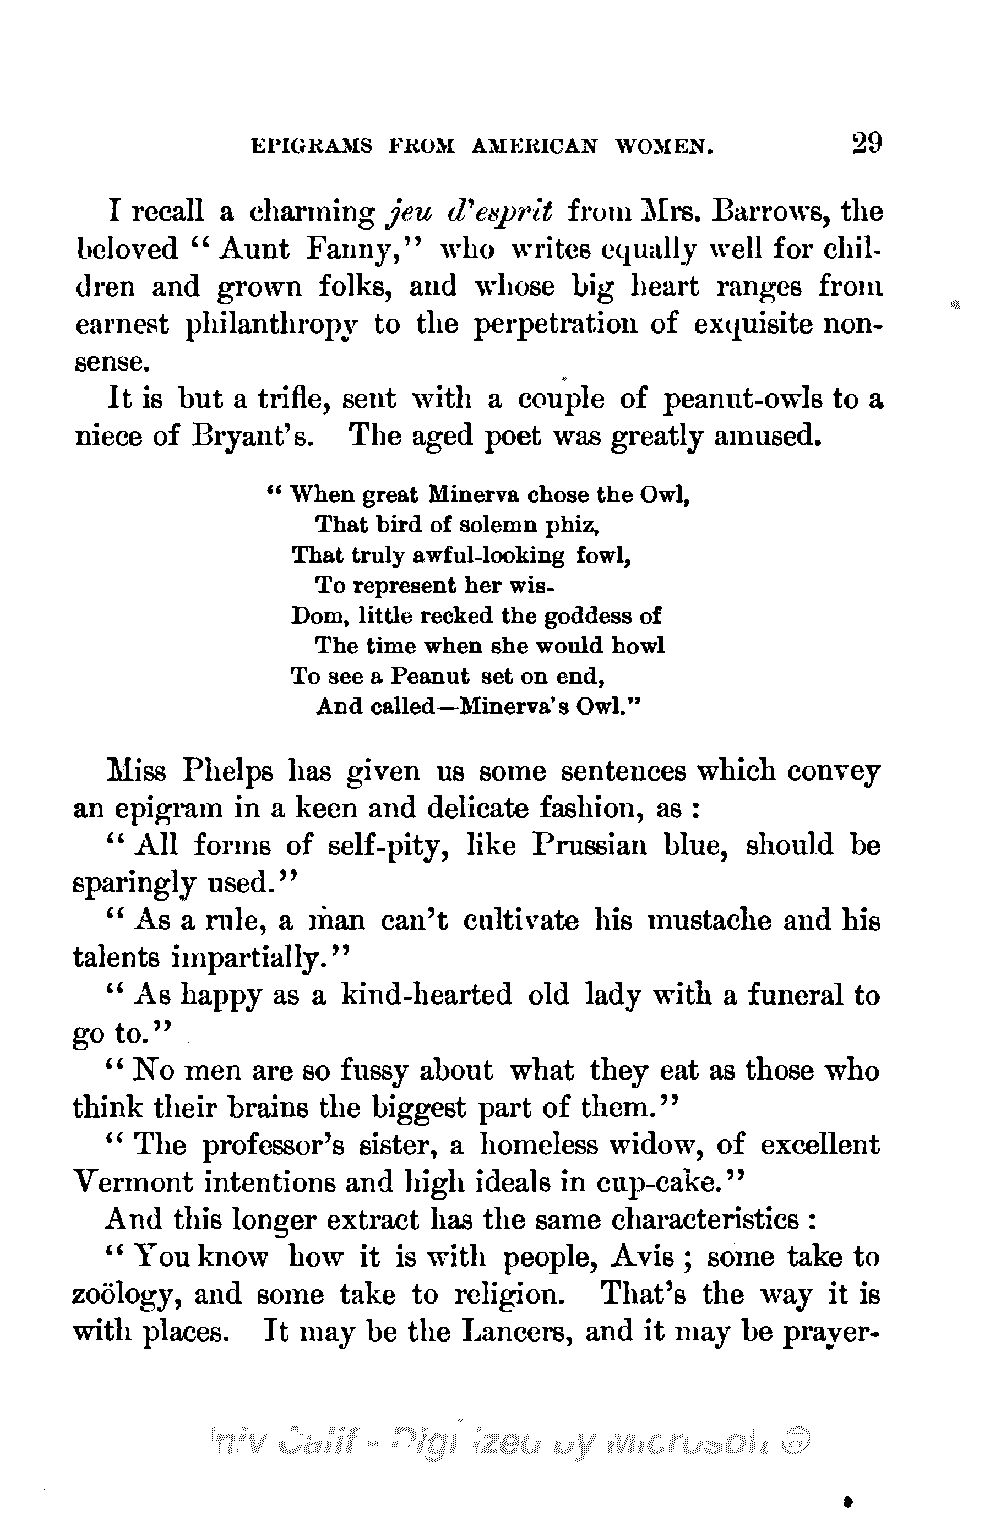 EPIGRAMS FROM AMERICAN WOMEN. 29
I recall a charming jeu d'esprit from Mrs. Barrows, the
beloved “ Aunt Fanny,” who writes equally well for chil-
dren and grown folks, and whose big heart ranges from
earnest philanthropy to the perpetration of exquisite non-
sense.
It is but a trifle, sent with a couple of peanut-owls to a
niece of Bryant's. The aged poet was greatly amused.
“ When great Minerva chose the Owl,
That bird of solemn phiz,
That truly awful-looking fowl,
To represent her wis-
Dom, little recked the goddess of
The time when she would howl
To see a Peanut set on end,
And called—Minerva's Owl.”
Miss Phelps has given us some sentences which convey
an epigram in a keen and delicate fashion, as :
“ All forms of self-pity, like Prussian blue, should be
sparingly used.”
“ As a rule, a man can't cultivate his mustache and his
talents impartially.”
“ As happy as a kind-hearted old lady with a funeral to
go to.”
“ No men are so fussy about what they eat as those who
think their brains the biggest part of them.”
“ The professor's sister, a homeless widow, of excellent
Vermont intentions and high ideals in cup-cake.”
And this longer extract has the same characteristics :
“ You know how it is with people, Avis ; some take to
zoölogy, and some take to religion. That's the way it is
with places. It may be the Lancers, and it may be prayer-
Univ Calif - Digitized by Microsoft ®